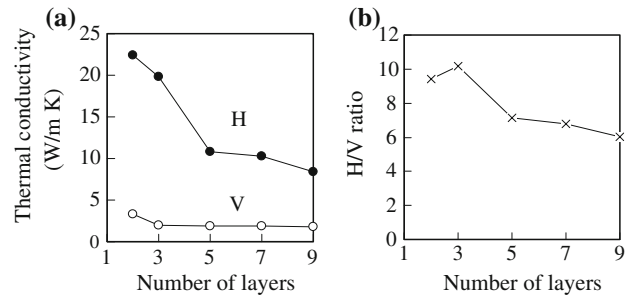 (a)
Thermal conductivity
(W/m K)
25
20
15
10
5
0
H
V
1 3 5 7 9
Number of layers
(b)
H/V ratio
12
10
8
6
4
2
0
1 3 5 7 9
Number of layers